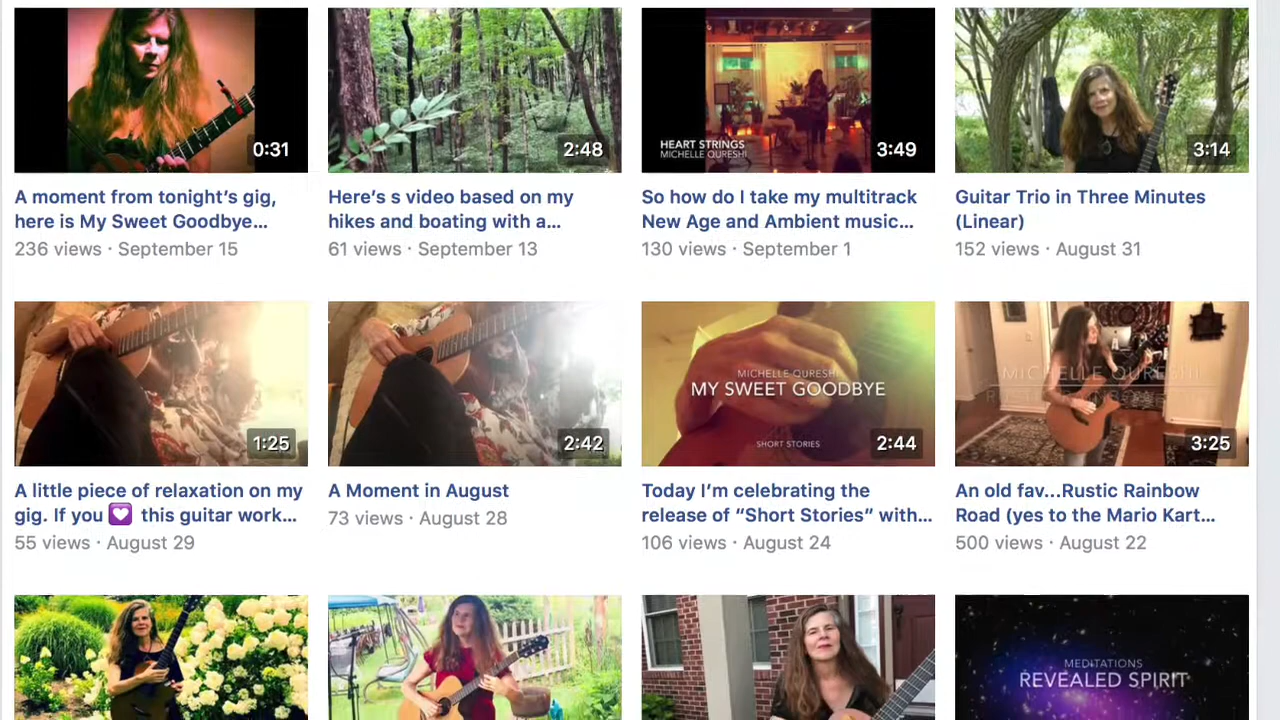 0:31
2:48
HEART STRINGS
MICHELLE QURESHI
3:49
3:14
A moment from tonight's gig,
here is My Sweet Goodbye...
236 views · September 15
Here's s video based on my
hikes and boating with a...
61 views · September 13
So how do I take my multitrack
New Age and Ambient music...
130 views · September 1
Guitar Trio in Three Minutes
(Linear)
152 views · August 31
1:25
2:42
MICHELLE QURESHI
MY SWEET GOODBYE
SHORT STORIES
2:44
MICHELLE QURESHI
3:25
A little piece of relaxation on my
gig. If you 💟 this guitar work...
55 views · August 29
A Moment in August
73 views · August 28
Today I'm celebrating the
release of “Short Stories” with...
106 views · August 24
An old fav...Rustic Rainbow
Road (yes to the Mario Kart...
500 views · August 22
MEDITATIONS
REVEALED SPIRIT